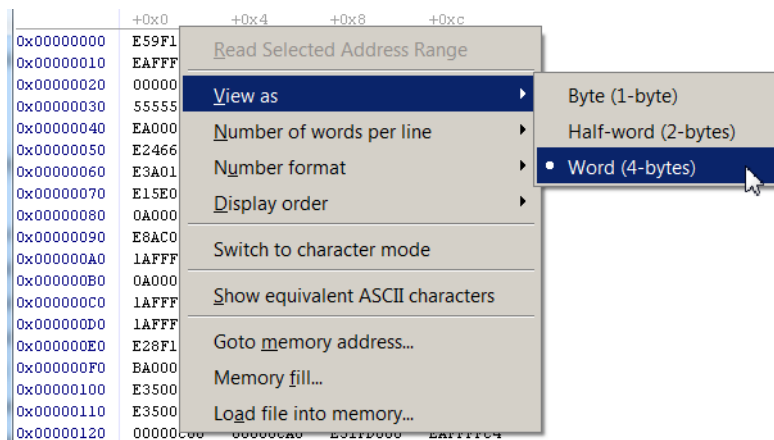 +0x0 +0x4 +0x8 +0xc
0x00000000 E59F1
0x00000010 EAFFF
0x00000020 00000
0x00000030 55555
0x00000040 EA000
0x00000050 E2466
0x00000060 E3A01
0x00000070 E15E0
0x00000080 0A000
0x00000090 E8AC0
0x000000A0 1AFFF
0x000000B0 0A000
0x000000C0 1AFFF
0x000000D0 1AFFF
0x000000E0 E28F1
0x000000F0 BA000
0x00000100 E3500
0x00000110 E3500
0x00000120
Read Selected Address Range
View as
Number of words per line
Number format
Display order
Switch to character mode
Show equivalent ASCII characters
Goto memory address...
Memory fill...
Load file into memory...
Byte (1-byte)
Half-word (2-bytes)
Word (4-bytes)